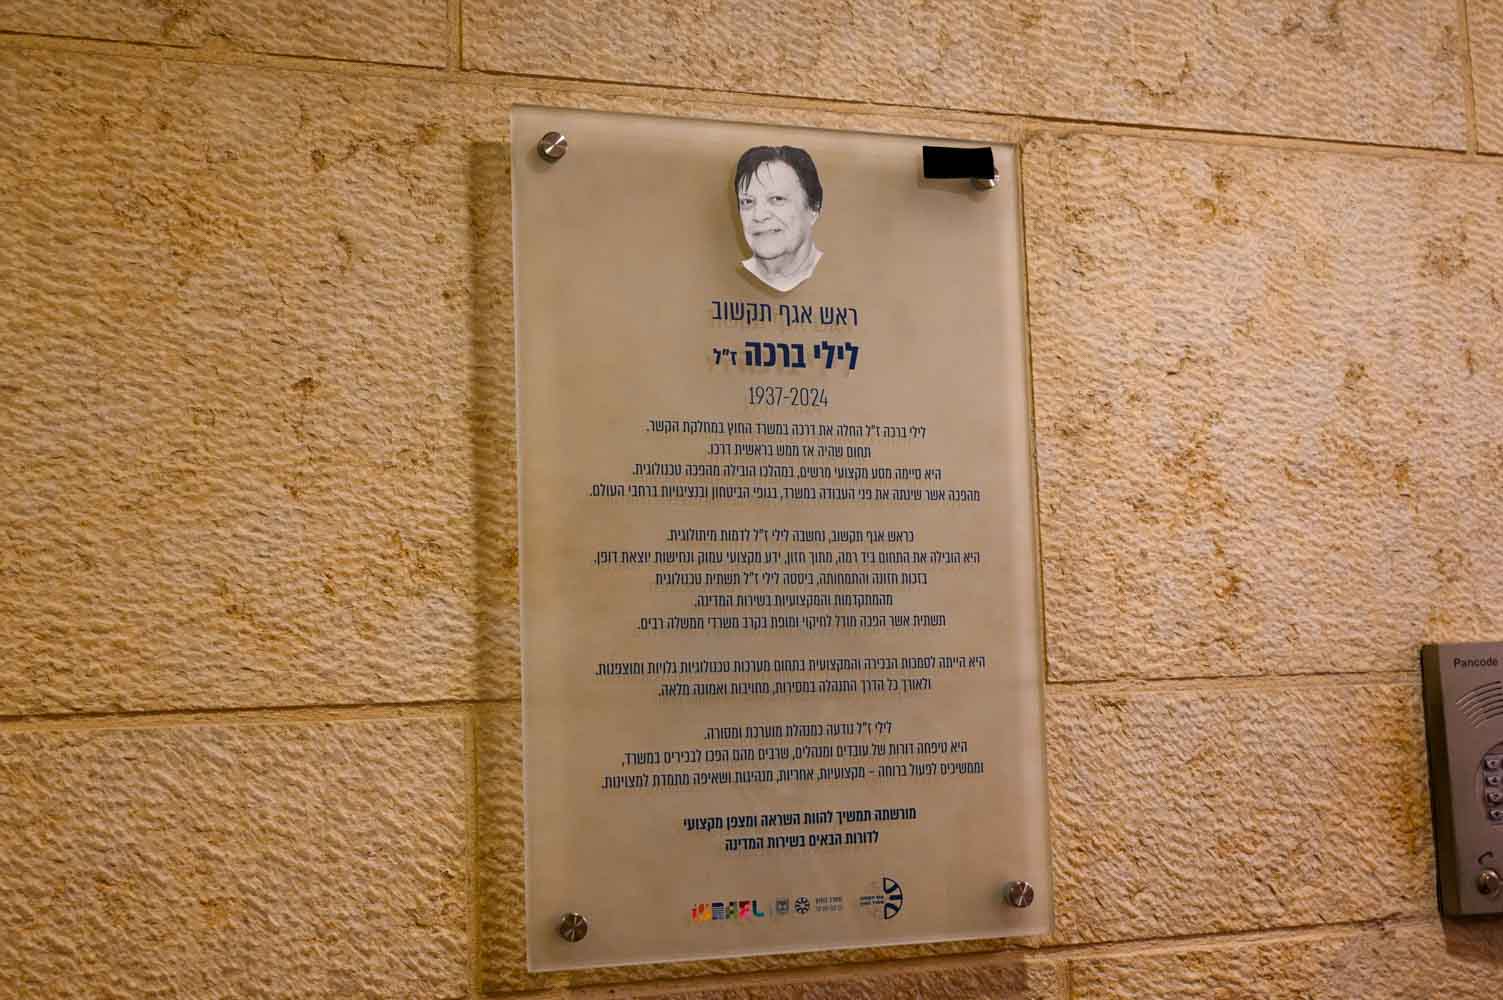 ראש אגף תקשוב
לילי ברכה ז"ל
1937-2024
לילי ברכה ז"ל החלה את דרכה במשרד החוץ במחלקת הקשר.
תחום שהיה אז ממש בראשית דרכו.
היא סיימה מסע מקצועי מרשים, במהלכו הובילה מהפכה טכנולוגית.
מהפכה אשר שינתה את פני העבודה במשרד, בגופי הביטחון ובנציגויות ברחבי העולם.
כראש אגף תקשוב, נחשבה לילי ז"ל לדמות מיתולוגית.
היא הובילה את התחום ביד רמה, מתוך חזון, ידע מקצועי עמוק ונחישות יוצאת דופן.
בזכות חזונה והתמחותה, ביססה לילי ז"ל תשתית טכנולוגית
מהמתקדמות והמקצועיות בשירות המדינה.
תשתית אשר הפכה מודל לחיקוי ומופת בקרב משרדי ממשלה רבים.
היא הייתה לסמכות הבכירה והמקצועית בתחום מערכות טכנולוגיות גלויות ומוצפנות.
ולאורך כל הדרך התנהלה במסירות, מחויבות ואמונה מלאה.
לילי ז"ל נודעה כמנהלת מוערכת ומסורה.
היא טיפחה דורות של עובדים ומנהלים, שרבים מהם הפכו לבכירים במשרד,
וממשיכים לפעול ברוחה – מקצועיות, אחריות, מנהיגות ושאיפה מתמדת למצוינות.
מורשתה תמשיך להוות השראה ומצפן מקצועי
לדורות הבאים בשירות המדינה
משרד החוץ
ISRAEL
Pancode